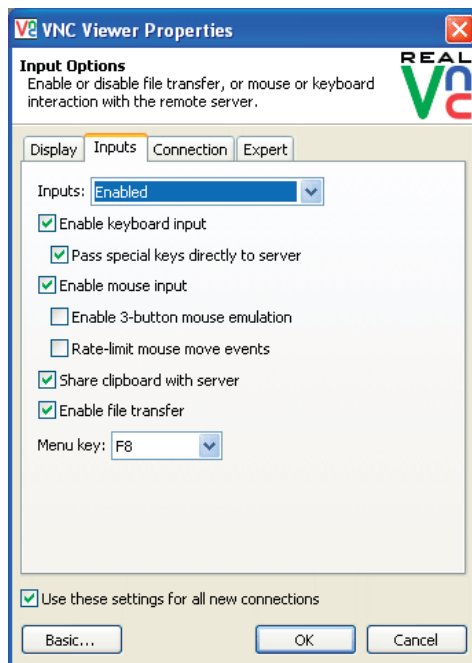 VNC Viewer Properties
Input Options
Enable or disable file transfer, or mouse or keyboard
interaction with the remote server.
REAL
VNC
Display Inputs Connection Expert
Inputs: Enabled
Enable keyboard input
Pass special keys directly to server
Enable mouse input
Enable 3-button mouse emulation
Rate-limit mouse move events
Share clipboard with server
Enable file transfer
Menu key: F8
Use these settings for all new connections
Basic... OK Cancel